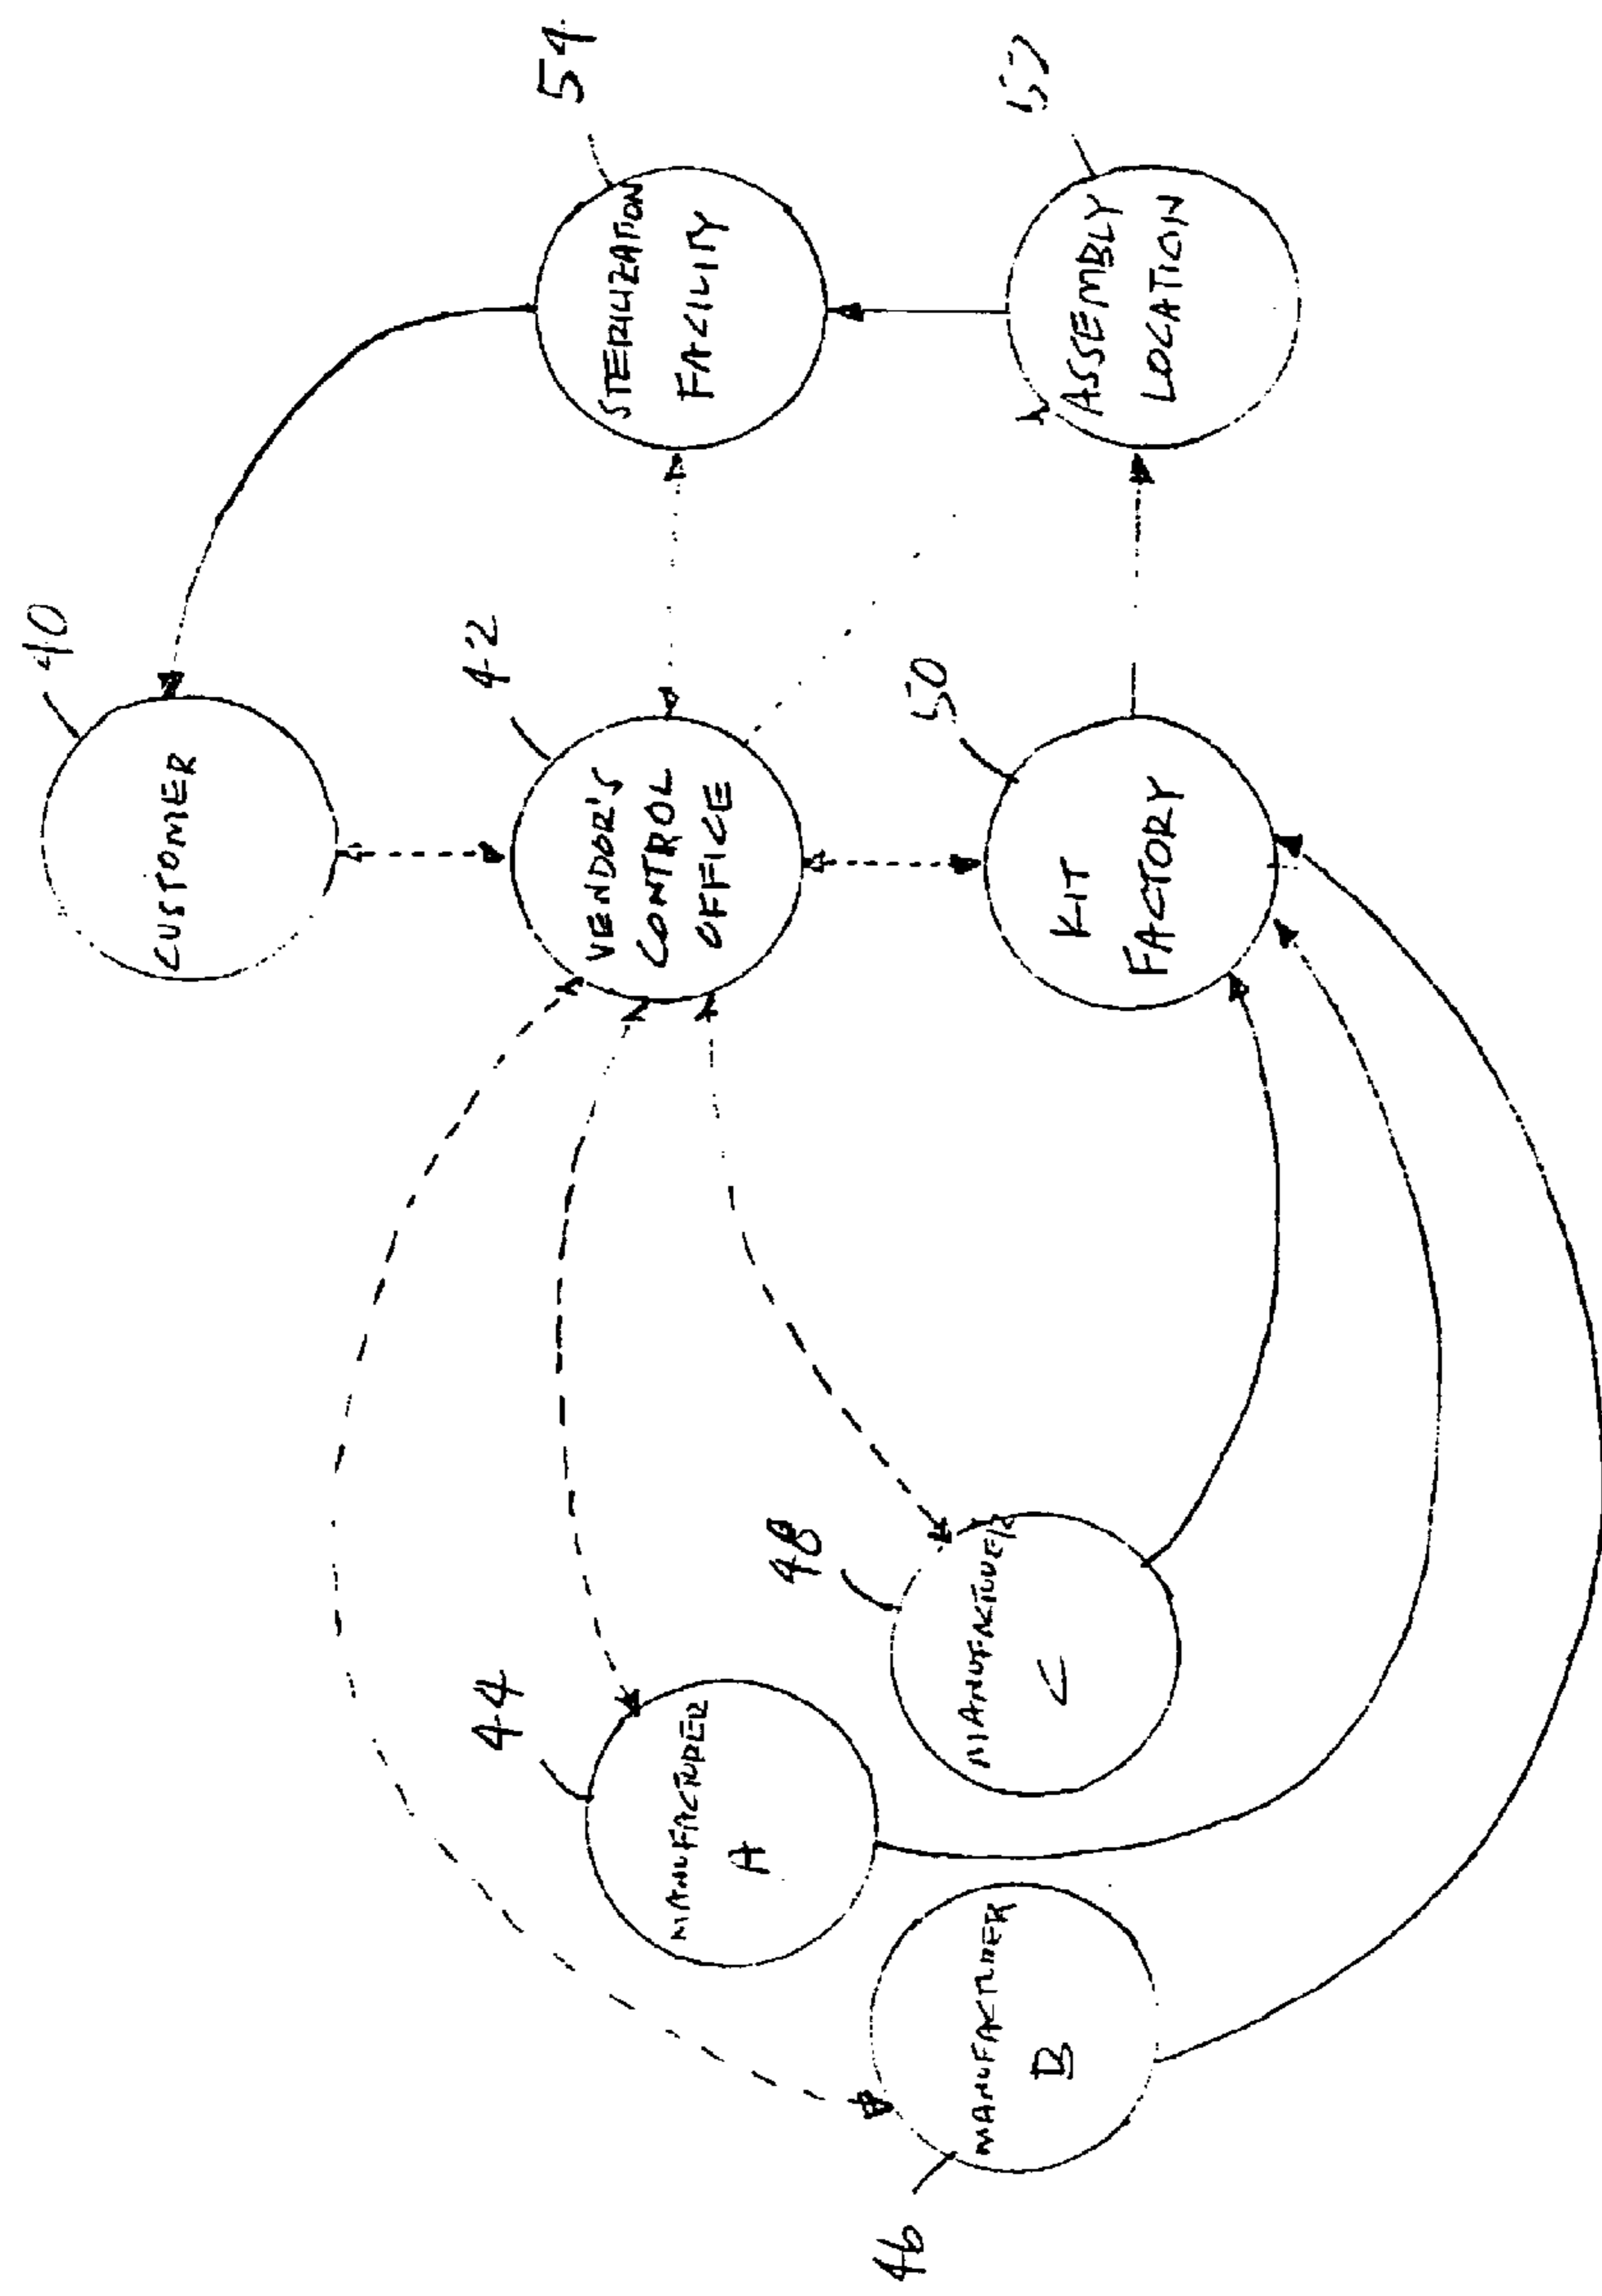 40
CUSTOMER
42
VENDOR'S
CONTROL
OFFICE
54
STERILIZATION
FACILITY
44
MANUFACTURER
A
48
MANUFACTURER
C
46
MANUFACTURER
B
50
KIT
FACTORY
ASSEMBLY
LOCATION